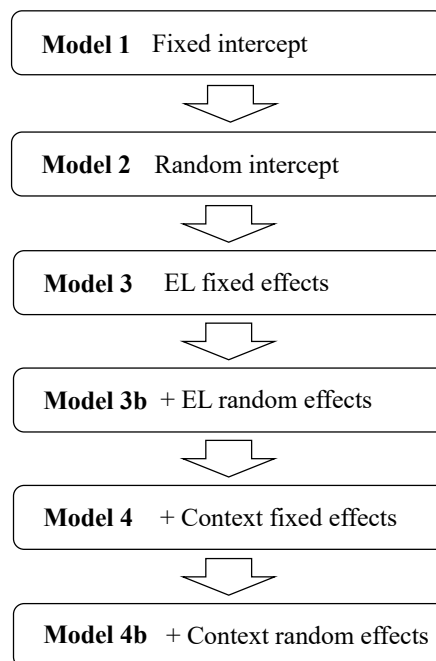 Model 1 Fixed intercept
Model 2 Random intercept
Model 3 EL fixed effects
Model 3b + EL random effects
Model 4 + Context fixed effects
Model 4b + Context random effects